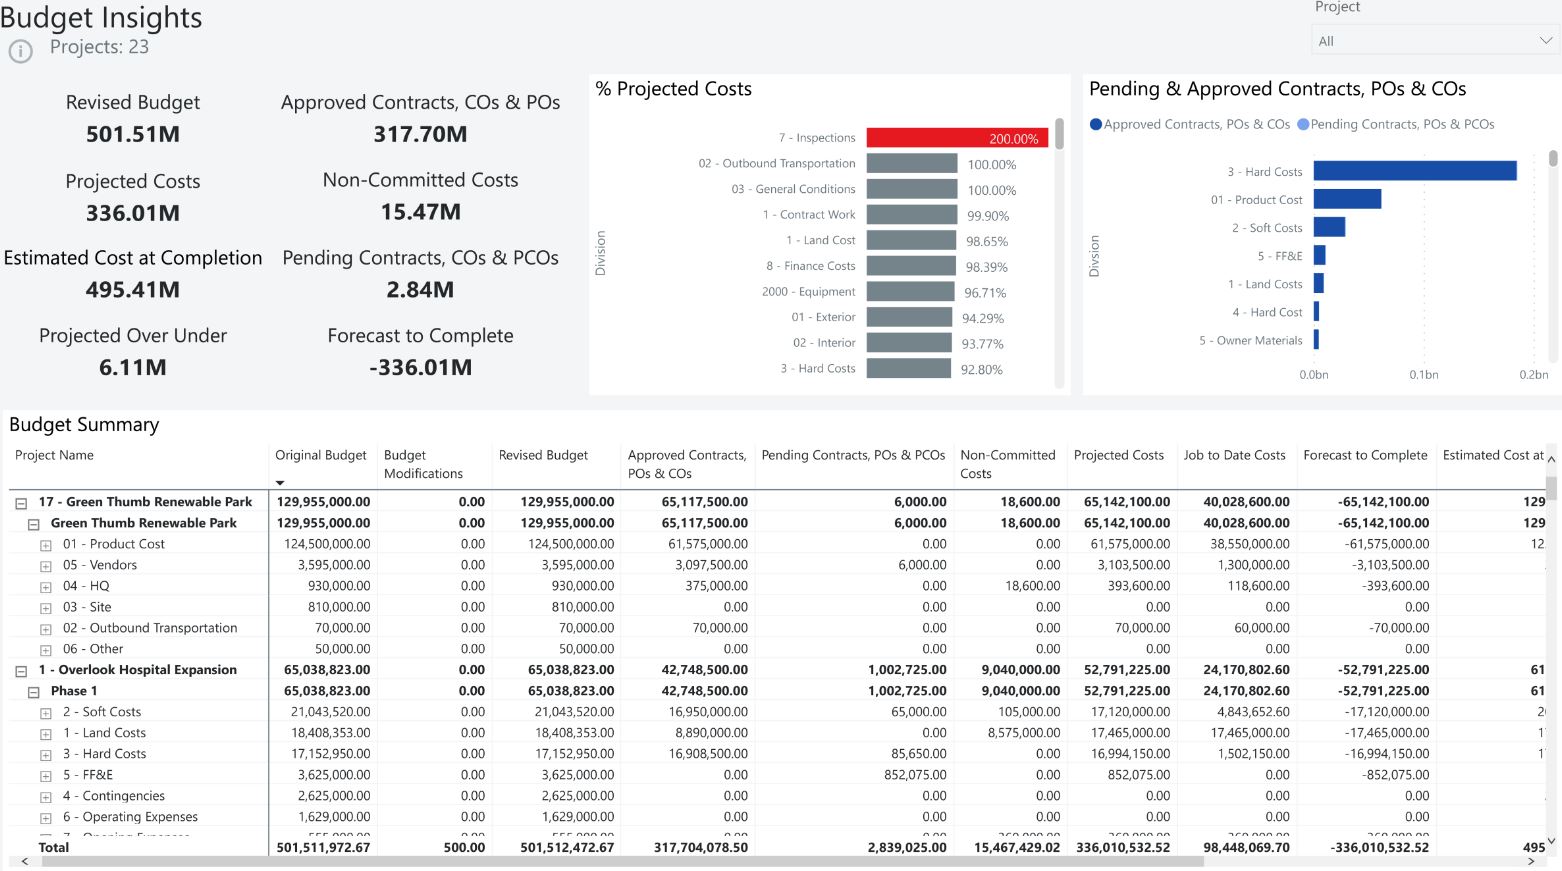 Budget Insights
Projects: 23
Project
All
Revised Budget
501.51M
Approved Contracts, COs & POs
317.70M
Projected Costs
336.01M
Non-Committed Costs
15.47M
Estimated Cost at Completion
495.41M
Pending Contracts, COs & PCOs
2.84M
Projected Over Under
6.11M
Forecast to Complete
-336.01M
% Projected Costs
Division
7 - Inspections 200.00%
02 - Outbound Transportation 100.00%
03 - General Conditions 100.00%
1 - Contract Work 99.90%
1 - Land Cost 98.65%
8 - Finance Costs 98.39%
2000 - Equipment 96.71%
01 - Exterior 94.29%
02 - Interior 93.77%
3 - Hard Costs 92.80%
Pending & Approved Contracts, POs & COs
Approved Contracts, POs & COs Pending Contracts, POs & PCOs
Divsion
3 - Hard Costs
01 - Product Cost
2 - Soft Costs
5 - FF&E
1 - Land Costs
4 - Hard Cost
5 - Owner Materials
0.0bn 0.1bn 0.2bn
Budget Summary
Project Name Original Budget Budget Modifications Revised Budget Approved Contracts, POs & COs Pending Contracts, POs & PCOs Non-Committed Costs Projected Costs Job to Date Costs Forecast to Complete Estimated Cost at
17 - Green Thumb Renewable Park 129,955,000.00 0.00 129,955,000.00 65,117,500.00 6,000.00 18,600.00 65,142,100.00 40,028,600.00 -65,142,100.00 129
Green Thumb Renewable Park 129,955,000.00 0.00 129,955,000.00 65,117,500.00 6,000.00 18,600.00 65,142,100.00 40,028,600.00 -65,142,100.00 129
01 - Product Cost 124,500,000.00 0.00 124,500,000.00 61,575,000.00 0.00 0.00 61,575,000.00 38,550,000.00 -61,575,000.00 12
05 - Vendors 3,595,000.00 0.00 3,595,000.00 3,097,500.00 6,000.00 0.00 3,103,500.00 1,300,000.00 -3,103,500.00
04 - HQ 930,000.00 0.00 930,000.00 375,000.00 0.00 18,600.00 393,600.00 118,600.00 -393,600.00
03 - Site 810,000.00 0.00 810,000.00 0.00 0.00 0.00 0.00 0.00 0.00
02 - Outbound Transportation 70,000.00 0.00 70,000.00 70,000.00 0.00 0.00 70,000.00 60,000.00 -70,000.00
06 - Other 50,000.00 0.00 50,000.00 0.00 0.00 0.00 0.00 0.00 0.00
1 - Overlook Hospital Expansion 65,038,823.00 0.00 65,038,823.00 42,748,500.00 1,002,725.00 9,040,000.00 52,791,225.00 24,170,802.60 -52,791,225.00 61
Phase 1 65,038,823.00 0.00 65,038,823.00 42,748,500.00 1,002,725.00 9,040,000.00 52,791,225.00 24,170,802.60 -52,791,225.00 61
2 - Soft Costs 21,043,520.00 0.00 21,043,520.00 16,950,000.00 65,000.00 105,000.00 17,120,000.00 4,843,652.60 -17,120,000.00 2
1 - Land Costs 18,408,353.00 0.00 18,408,353.00 8,890,000.00 0.00 8,575,000.00 17,465,000.00 17,465,000.00 -17,465,000.00 1
3 - Hard Costs 17,152,950.00 0.00 17,152,950.00 16,908,500.00 85,650.00 0.00 16,994,150.00 1,502,150.00 -16,994,150.00 1
5 - FF&E 3,625,000.00 0.00 3,625,000.00 0.00 852,075.00 0.00 852,075.00 0.00 -852,075.00
4 - Contingencies 2,625,000.00 0.00 2,625,000.00 0.00 0.00 0.00 0.00 0.00 0.00
6 - Operating Expenses 1,629,000.00 0.00 1,629,000.00 0.00 0.00 0.00 0.00 0.00 0.00
Total 501,511,972.67 500.00 501,512,472.67 317,704,078.50 2,839,025.00 15,467,429.02 336,010,532.52 98,448,069.70 -336,010,532.52 495